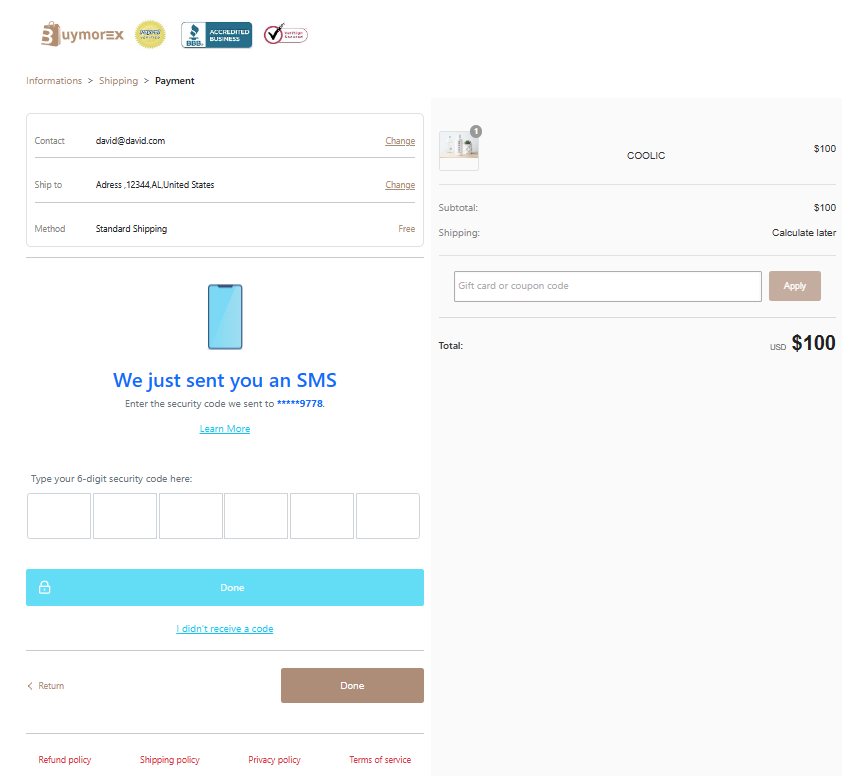 Buymorex
BBB
ACCREDITED
BUSINESS
VeriSign
Secured
Informations > Shipping > Payment
Contact david@david.com Change
Ship to Adress ,12344,AL,United States Change
Method Standard Shipping Free
We just sent you an SMS
Enter the security code we sent to *****9778.
Learn More
Type your 6-digit security code here:
Done
I didn't receive a code
Return Done
Refund policy Shipping policy Privacy policy Terms of service
1
COOLIC $100
Subtotal: $100
Shipping: Calculate later
Gift card or coupon code Apply
Total: USD $100